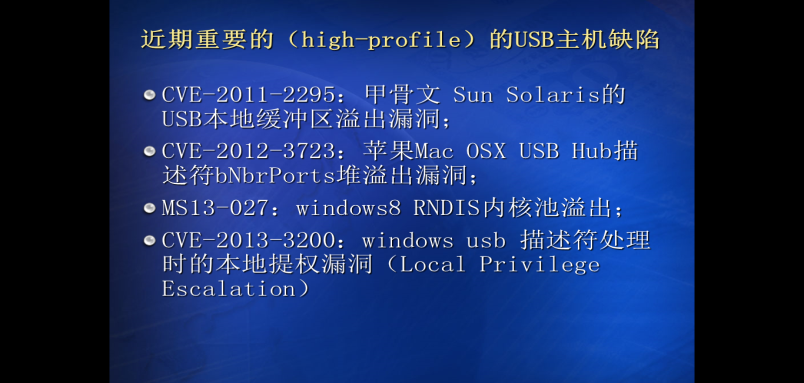 近期重要的（high-profile）的USB主机缺陷
CVE-2011-2295：甲骨文 Sun Solaris的
USB本地缓冲区溢出漏洞；
CVE-2012-3723：苹果Mac OSX USB Hub描
述符bNbrPorts堆溢出漏洞；
MS13-027：windows8 RNDIS内核池溢出；
CVE-2013-3200：windows usb 描述符处理
时的本地提权漏洞（Local Privilege
Escalation）